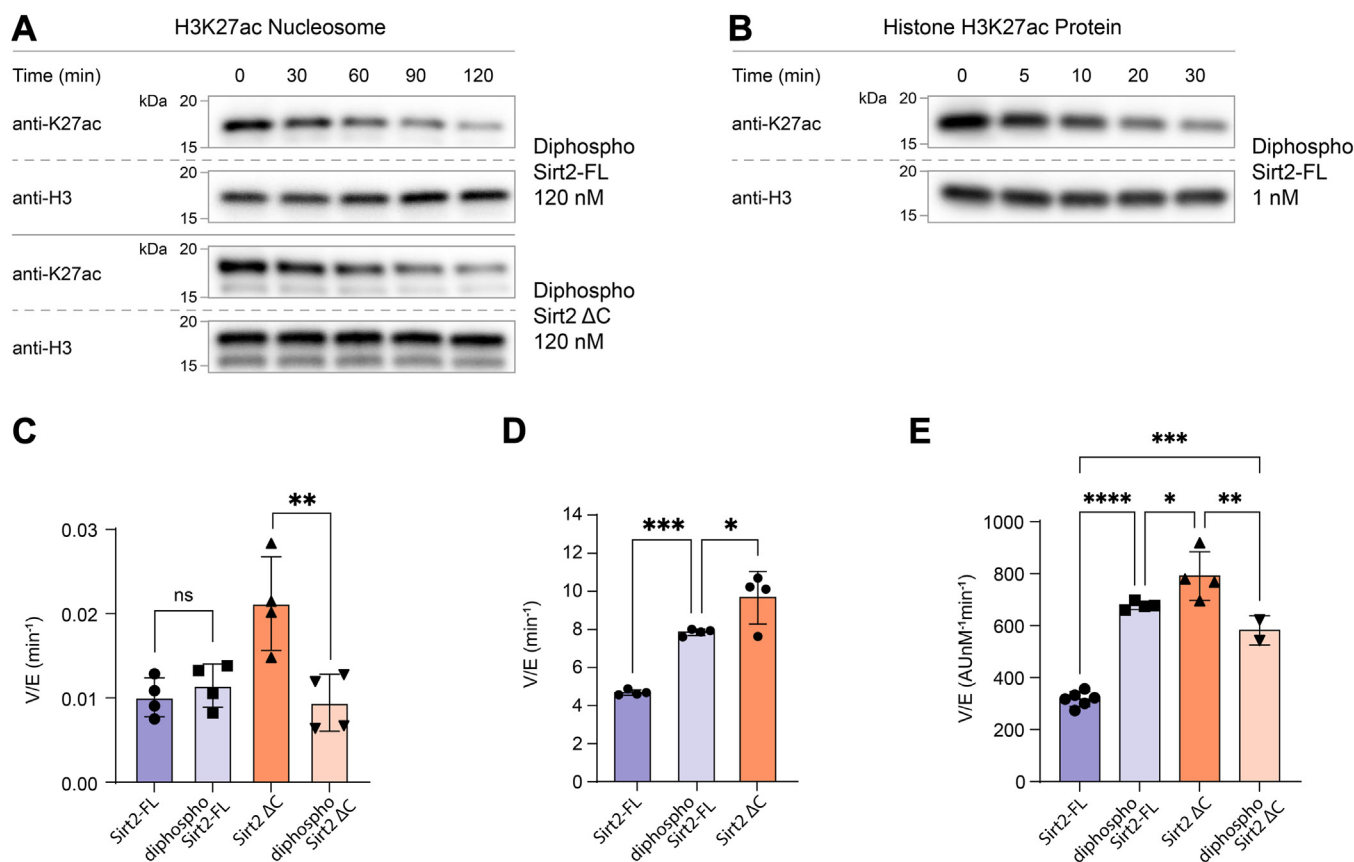 A
H3K27ac Nucleosome
Time (min) 0 30 60 90 120
kDa 20
anti-K27ac
15
20
anti-H3
15
Diphospho
Sirt2-FL
120 nM
kDa 20
anti-K27ac
15
20
anti-H3
15
Diphospho
Sirt2 ΔC
120 nM
B
Histone H3K27ac Protein
Time (min) 0 5 10 20 30
kDa 20
anti-K27ac
15
20
anti-H3
15
Diphospho
Sirt2-FL
1 nM
C
V/E (min⁻¹)
0.03
0.02
0.01
0.00
ns
**
Sirt2-FL
diphospho
Sirt2-FL
Sirt2 ΔC
diphospho
Sirt2 ΔC
D
V/E (min⁻¹)
14
12
10
8
6
4
2
0
***
*
Sirt2-FL
diphospho
Sirt2-FL
Sirt2 ΔC
E
V/E (AUnM⁻¹min⁻¹)
1000
800
600
400
200
0
***
****
*
**
Sirt2-FL
diphospho
Sirt2-FL
Sirt2 ΔC
diphospho
Sirt2 ΔC